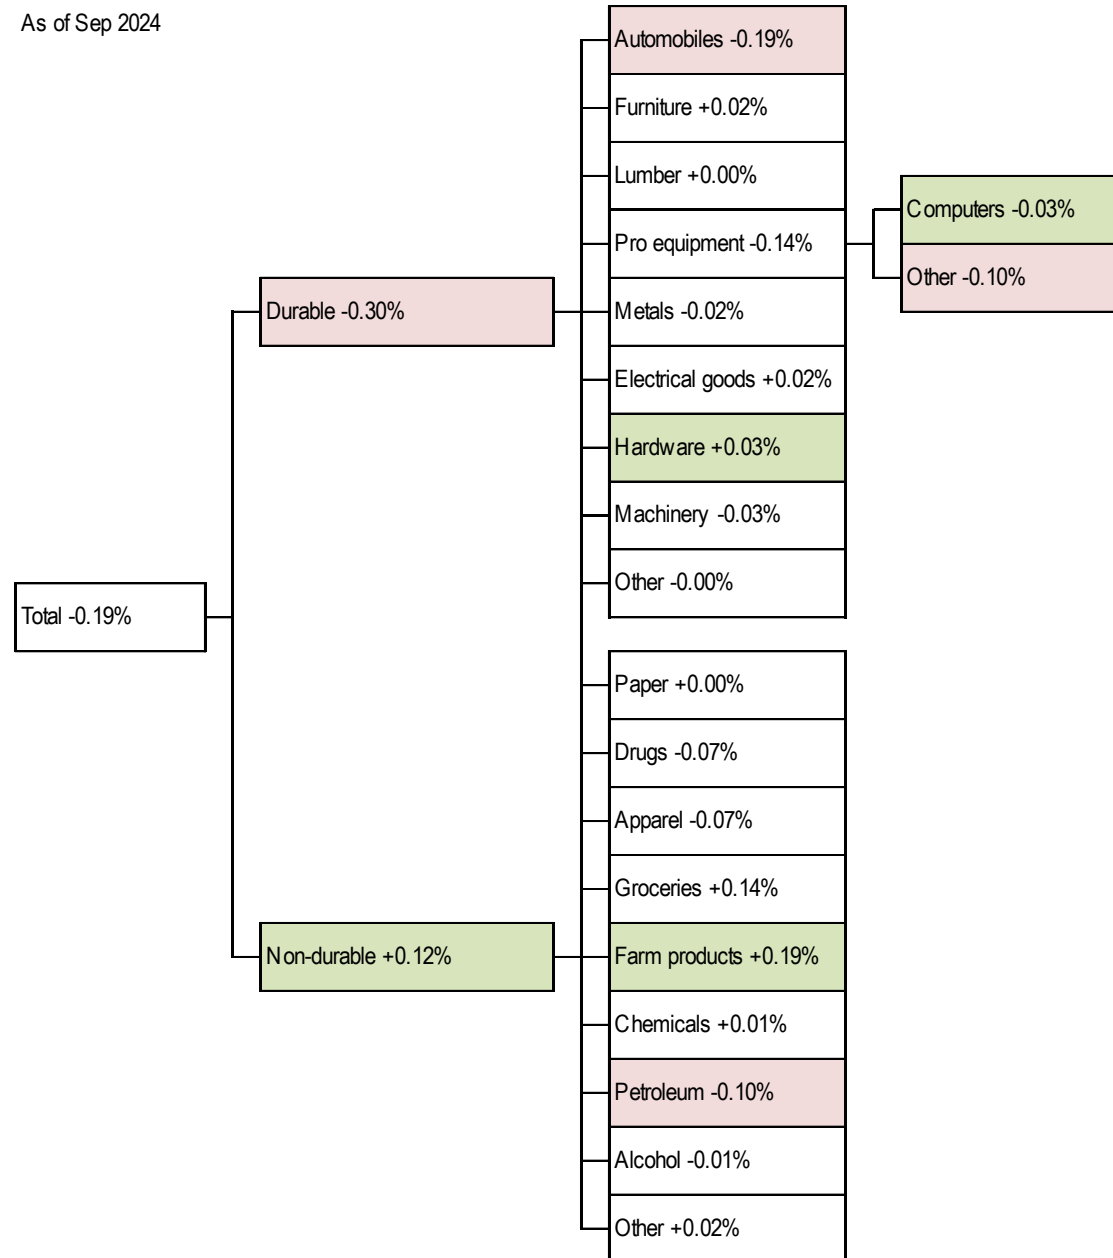 As of Sep 2024
Total -0.19%
Durable -0.30%
Automobiles -0.19%
Furniture +0.02%
Lumber +0.00%
Pro equipment -0.14%
Computers -0.03%
Other -0.10%
Metals -0.02%
Electrical goods +0.02%
Hardware +0.03%
Machinery -0.03%
Other -0.00%
Non-durable +0.12%
Paper +0.00%
Drugs -0.07%
Apparel -0.07%
Groceries +0.14%
Farm products +0.19%
Chemicals +0.01%
Petroleum -0.10%
Alcohol -0.01%
Other +0.02%